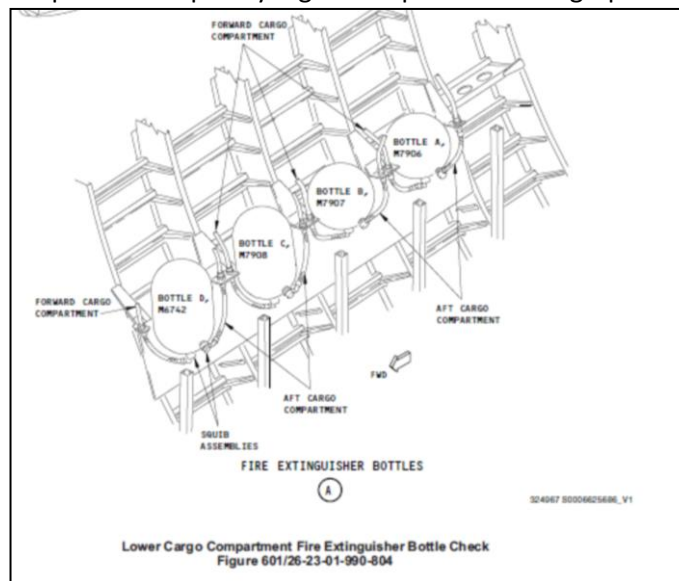 FORWARD CARGO
COMPARTMENT
BOTTLE A,
M7906
BOTTLE B,
M7907
BOTTLE C,
M7908
BOTTLE D,
M6742
FORWARD CARGO
COMPARTMENT
AFT CARGO
COMPARTMENT
FWD
AFT CARGO
COMPARTMENT
SQUIB
ASSEMBLIES
FIRE EXTINGUISHER BOTTLES
A
324967 S0006625686_V1
Lower Cargo Compartment Fire Extinguisher Bottle Check
Figure 601/26-23-01-990-804